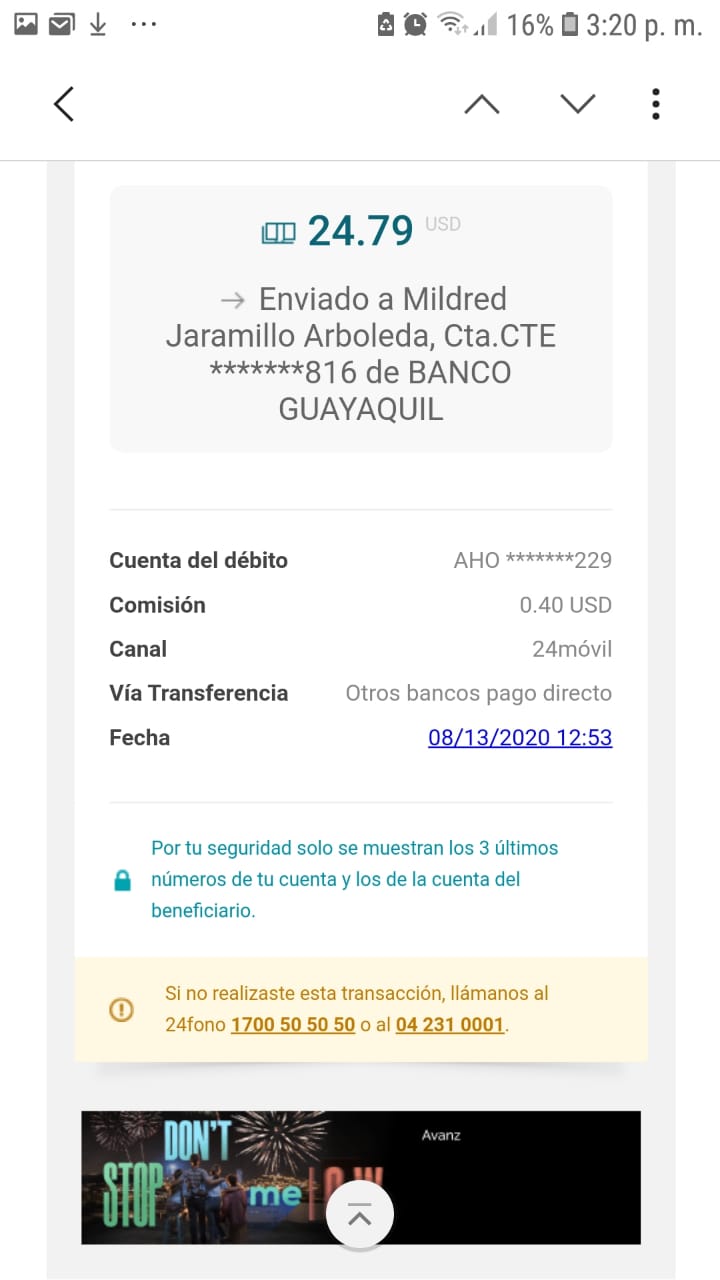 16% 3:20 p. m.
24.79 USD
→ Enviado a Mildred
Jaramillo Arboleda, Cta.CTE
*******816 de BANCO
GUAYAQUIL
Cuenta del débito AHO *******229
Comisión 0.40 USD
Canal 24móvil
Vía Transferencia Otros bancos pago directo
Fecha 08/13/2020 12:53
Por tu seguridad solo se muestran los 3 últimos
números de tu cuenta y los de la cuenta del
beneficiario.
Si no realizaste esta transacción, llámanos al
24fono 1700 50 50 50 o al 04 231 0001.
DON'T
STOP me
Avanz